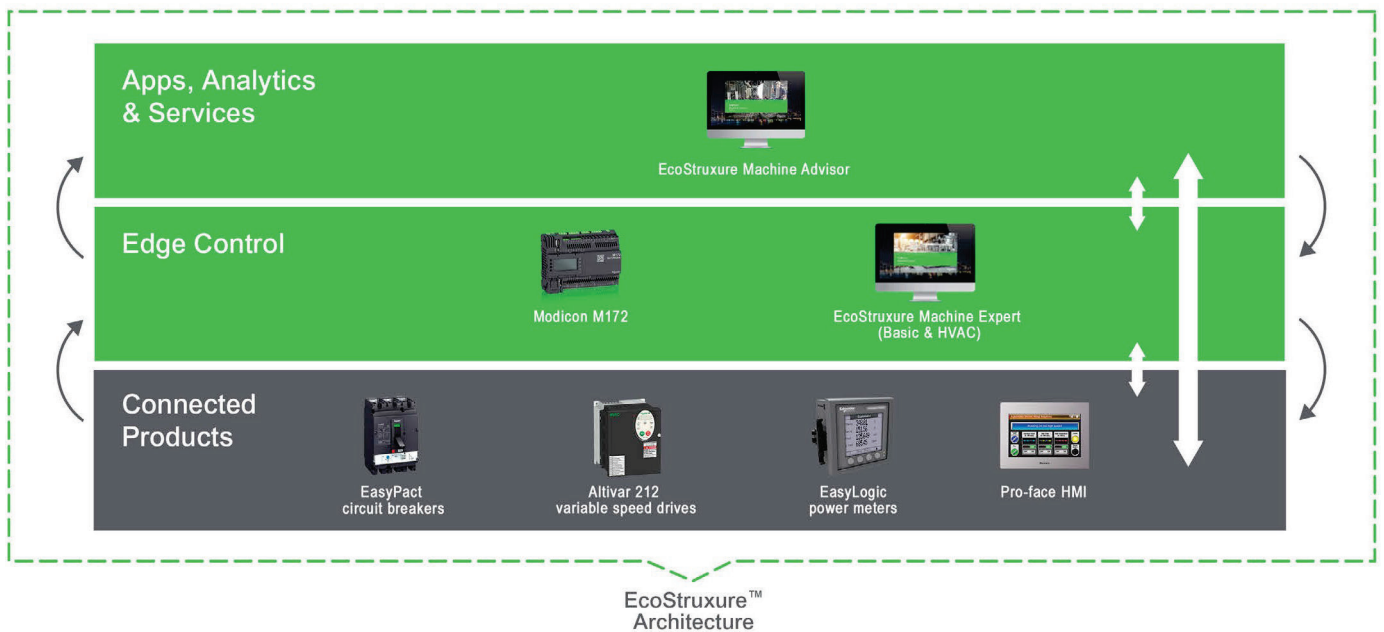 Apps, Analytics
& Services
EcoStruxure Machine Advisor
Edge Control
Modicon M172
EcoStruxure Machine Expert
(Basic & HVAC)
Connected
Products
EasyPact
circuit breakers
Altivar 212
variable speed drives
EasyLogic
power meters
Pro-face HMI
EcoStruxure™
Architecture